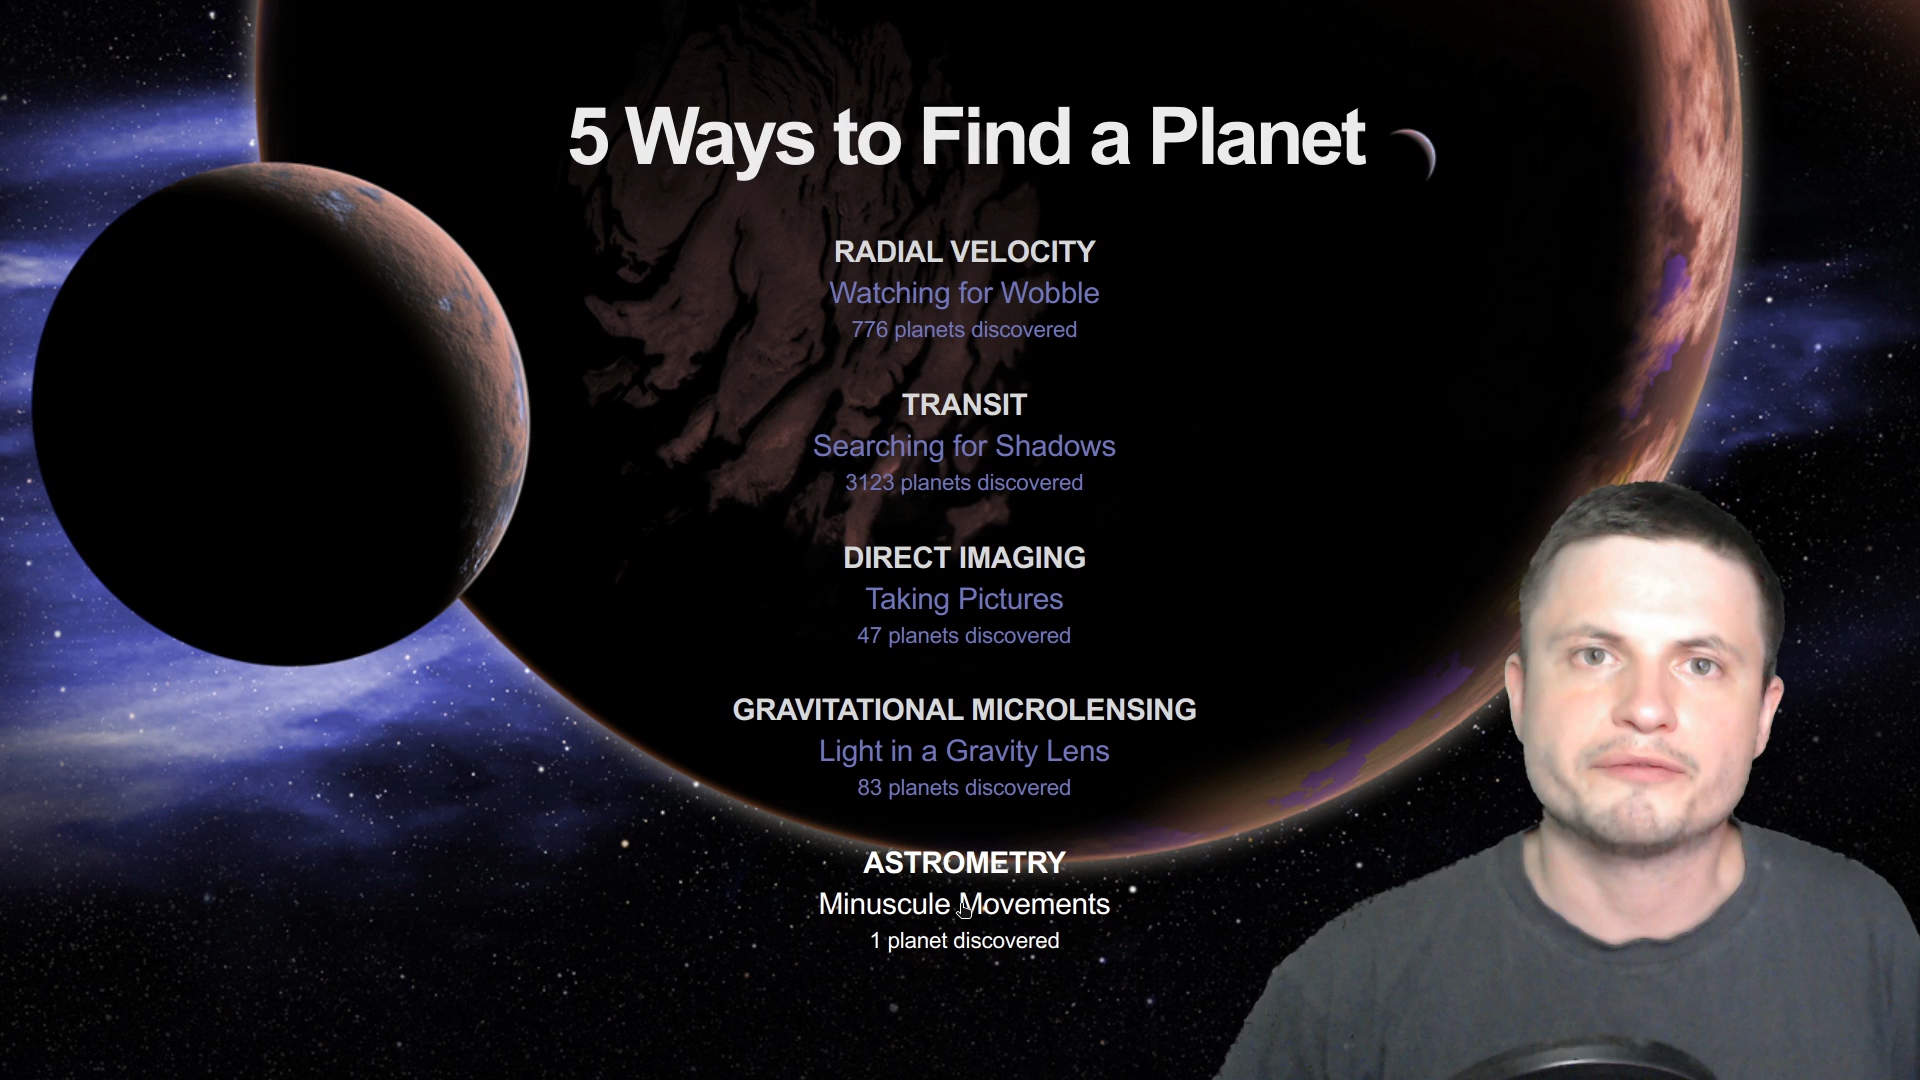 5 Ways to Find a Planet
RADIAL VELOCITY
Watching for Wobble
776 planets discovered
TRANSIT
Searching for Shadows
3123 planets discovered
DIRECT IMAGING
Taking Pictures
47 planets discovered
GRAVITATIONAL MICROLENSING
Light in a Gravity Lens
83 planets discovered
ASTROMETRY
Minuscule Movements
1 planet discovered